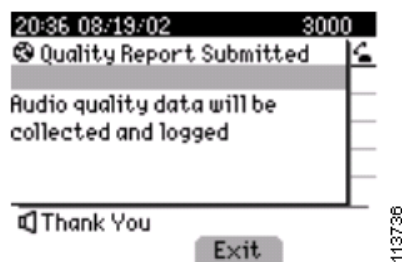 20:36 08/19/02 3000
Quality Report Submitted
Audio quality data will be
collected and logged
Thank You
Exit
113736